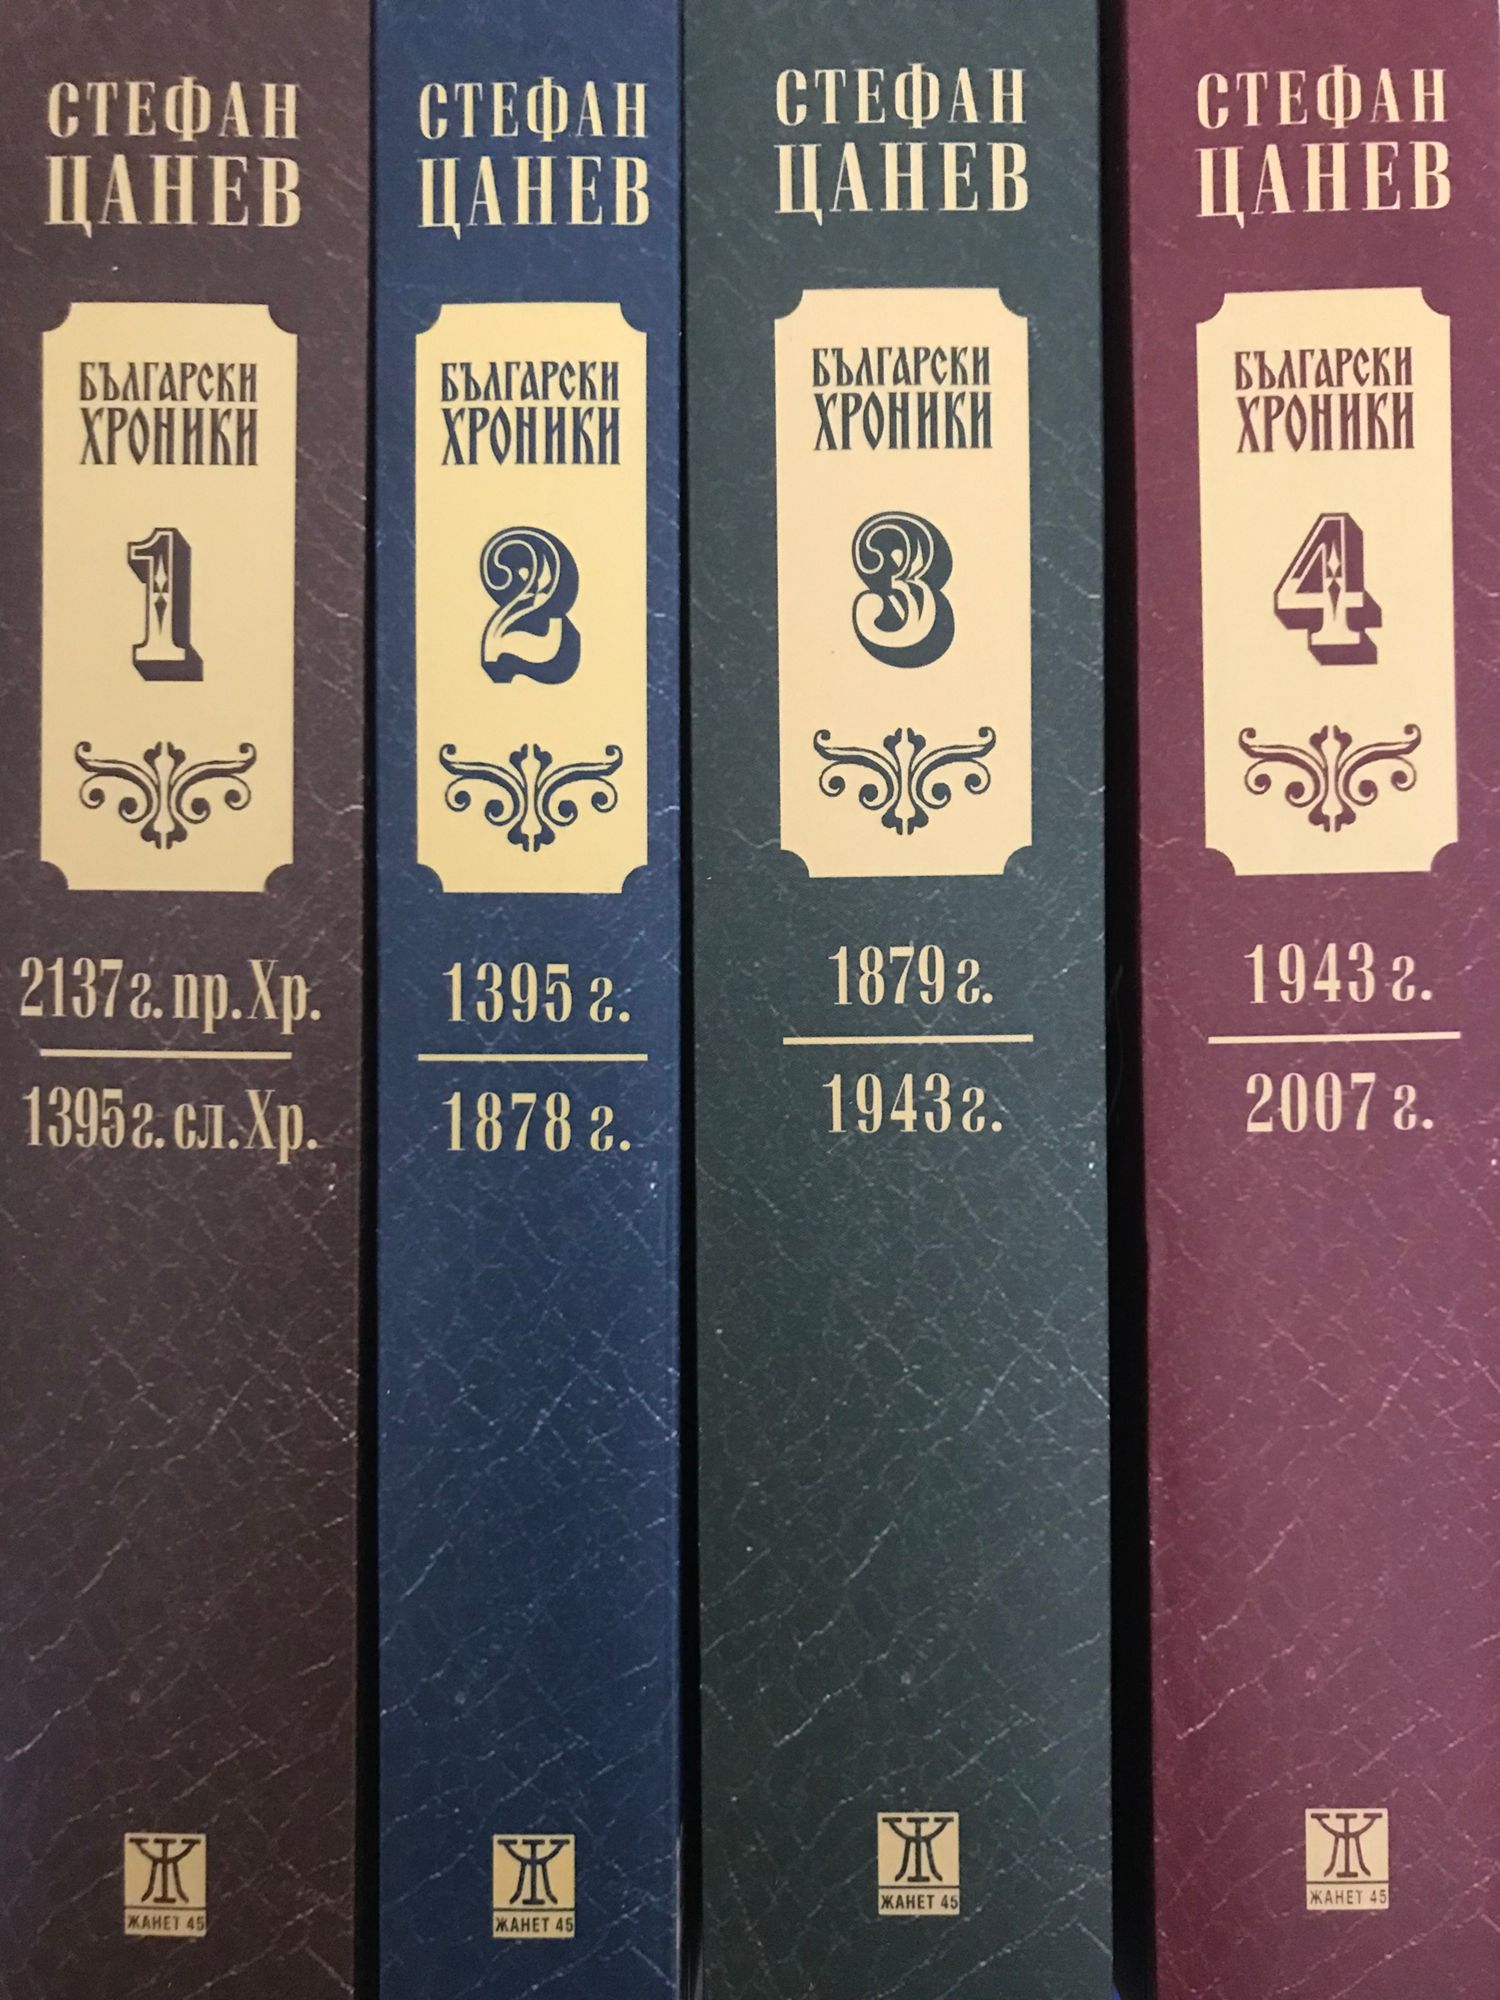 СТЕФАН
ЦАНЕВ
БЪЛГАРСКИ
ХРОНИКИ
1
2137 г. пр. Хр.
1395 г. сл. Хр.
Ж
ЖАНЕТ 45
СТЕФАН
ЦАНЕВ
БЪЛГАРСКИ
ХРОНИКИ
2
1395 г.
1878 г.
Ж
ЖАНЕТ 45
СТЕФАН
ЦАНЕВ
БЪЛГАРСКИ
ХРОНИКИ
3
1879 г.
1943 г.
Ж
ЖАНЕТ 45
СТЕФАН
ЦАНЕВ
БЪЛГАРСКИ
ХРОНИКИ
4
1943 г.
2007 г.
Ж
ЖАНЕТ 45